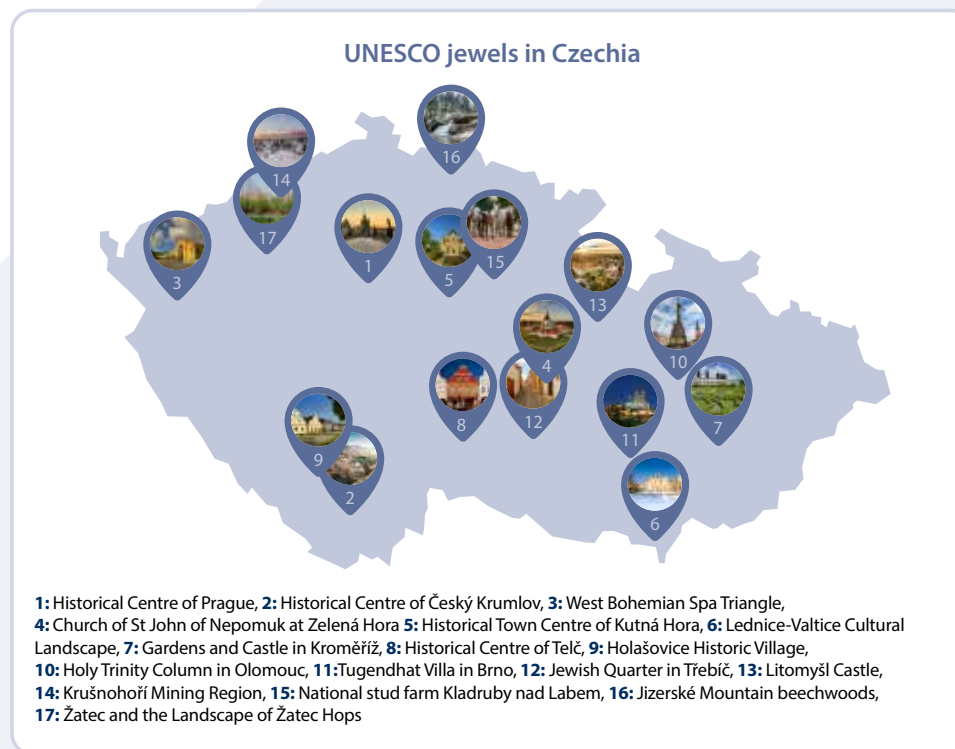 UNESCO jewels in Czechia
16
14
17
3
1
5
15
13
4
10
8
12
7
11
9
2
6
1: Historical Centre of Prague, 2: Historical Centre of Český Krumlov, 3: West Bohemian Spa Triangle,
4: Church of St John of Nepomuk at Zelená Hora 5: Historical Town Centre of Kutná Hora, 6: Lednice-Valtice Cultural
Landscape, 7: Gardens and Castle in Kroměříž, 8: Historical Centre of Telč, 9: Holašovice Historic Village,
10: Holy Trinity Column in Olomouc, 11:Tugendhat Villa in Brno, 12: Jewish Quarter in Třebíč, 13: Litomyšl Castle,
14: Krušnohoří Mining Region, 15: National stud farm Kladruby nad Labem, 16: Jizerské Mountain beechwoods,
17: Žatec and the Landscape of Žatec Hops